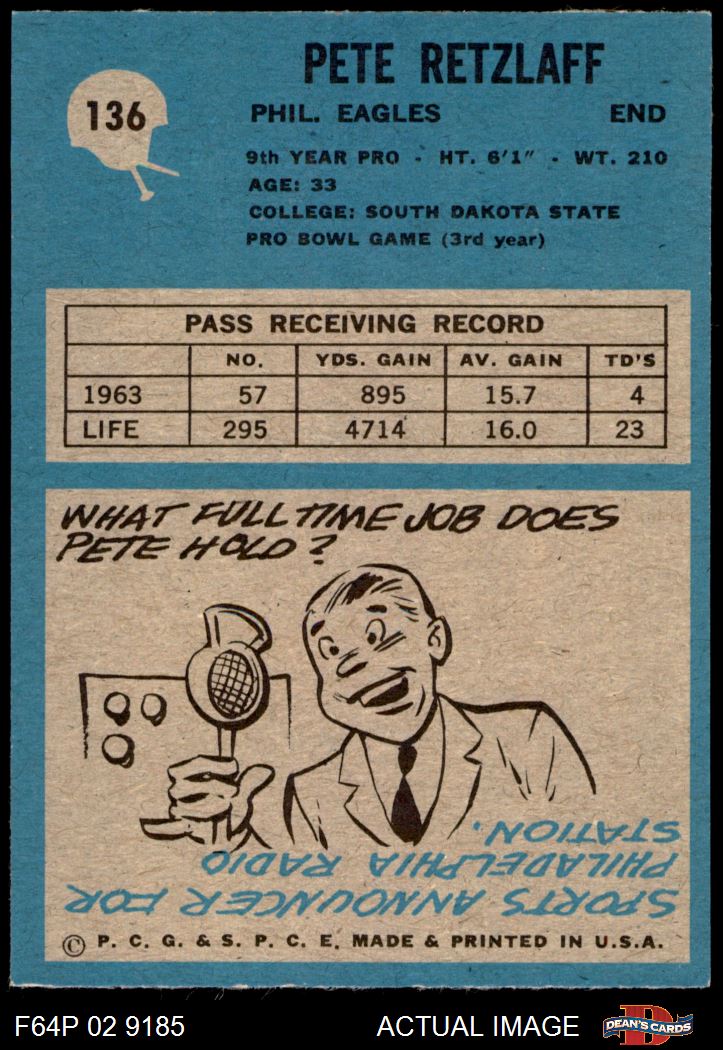 136
PETE RETZLAFF
PHIL. EAGLES END
9th YEAR PRO - HT. 6'1" - WT. 210
AGE: 33
COLLEGE: SOUTH DAKOTA STATE
PRO BOWL GAME (3rd year)
PASS RECEIVING RECORD
NO. YDS. GAIN AV. GAIN TD'S
1963 57 895 15.7 4
LIFE 295 4714 16.0 23
WHAT FULL TIME JOB DOES
PETE HOLD?
SPORTS ANNOUNCER FOR
PHILADELPHIA RADIO
STATION.
© P. C. G. & S. P. C. E. MADE & PRINTED IN U.S.A.
F64P 02 9185 ACTUAL IMAGE
D
DEAN'S CARDS